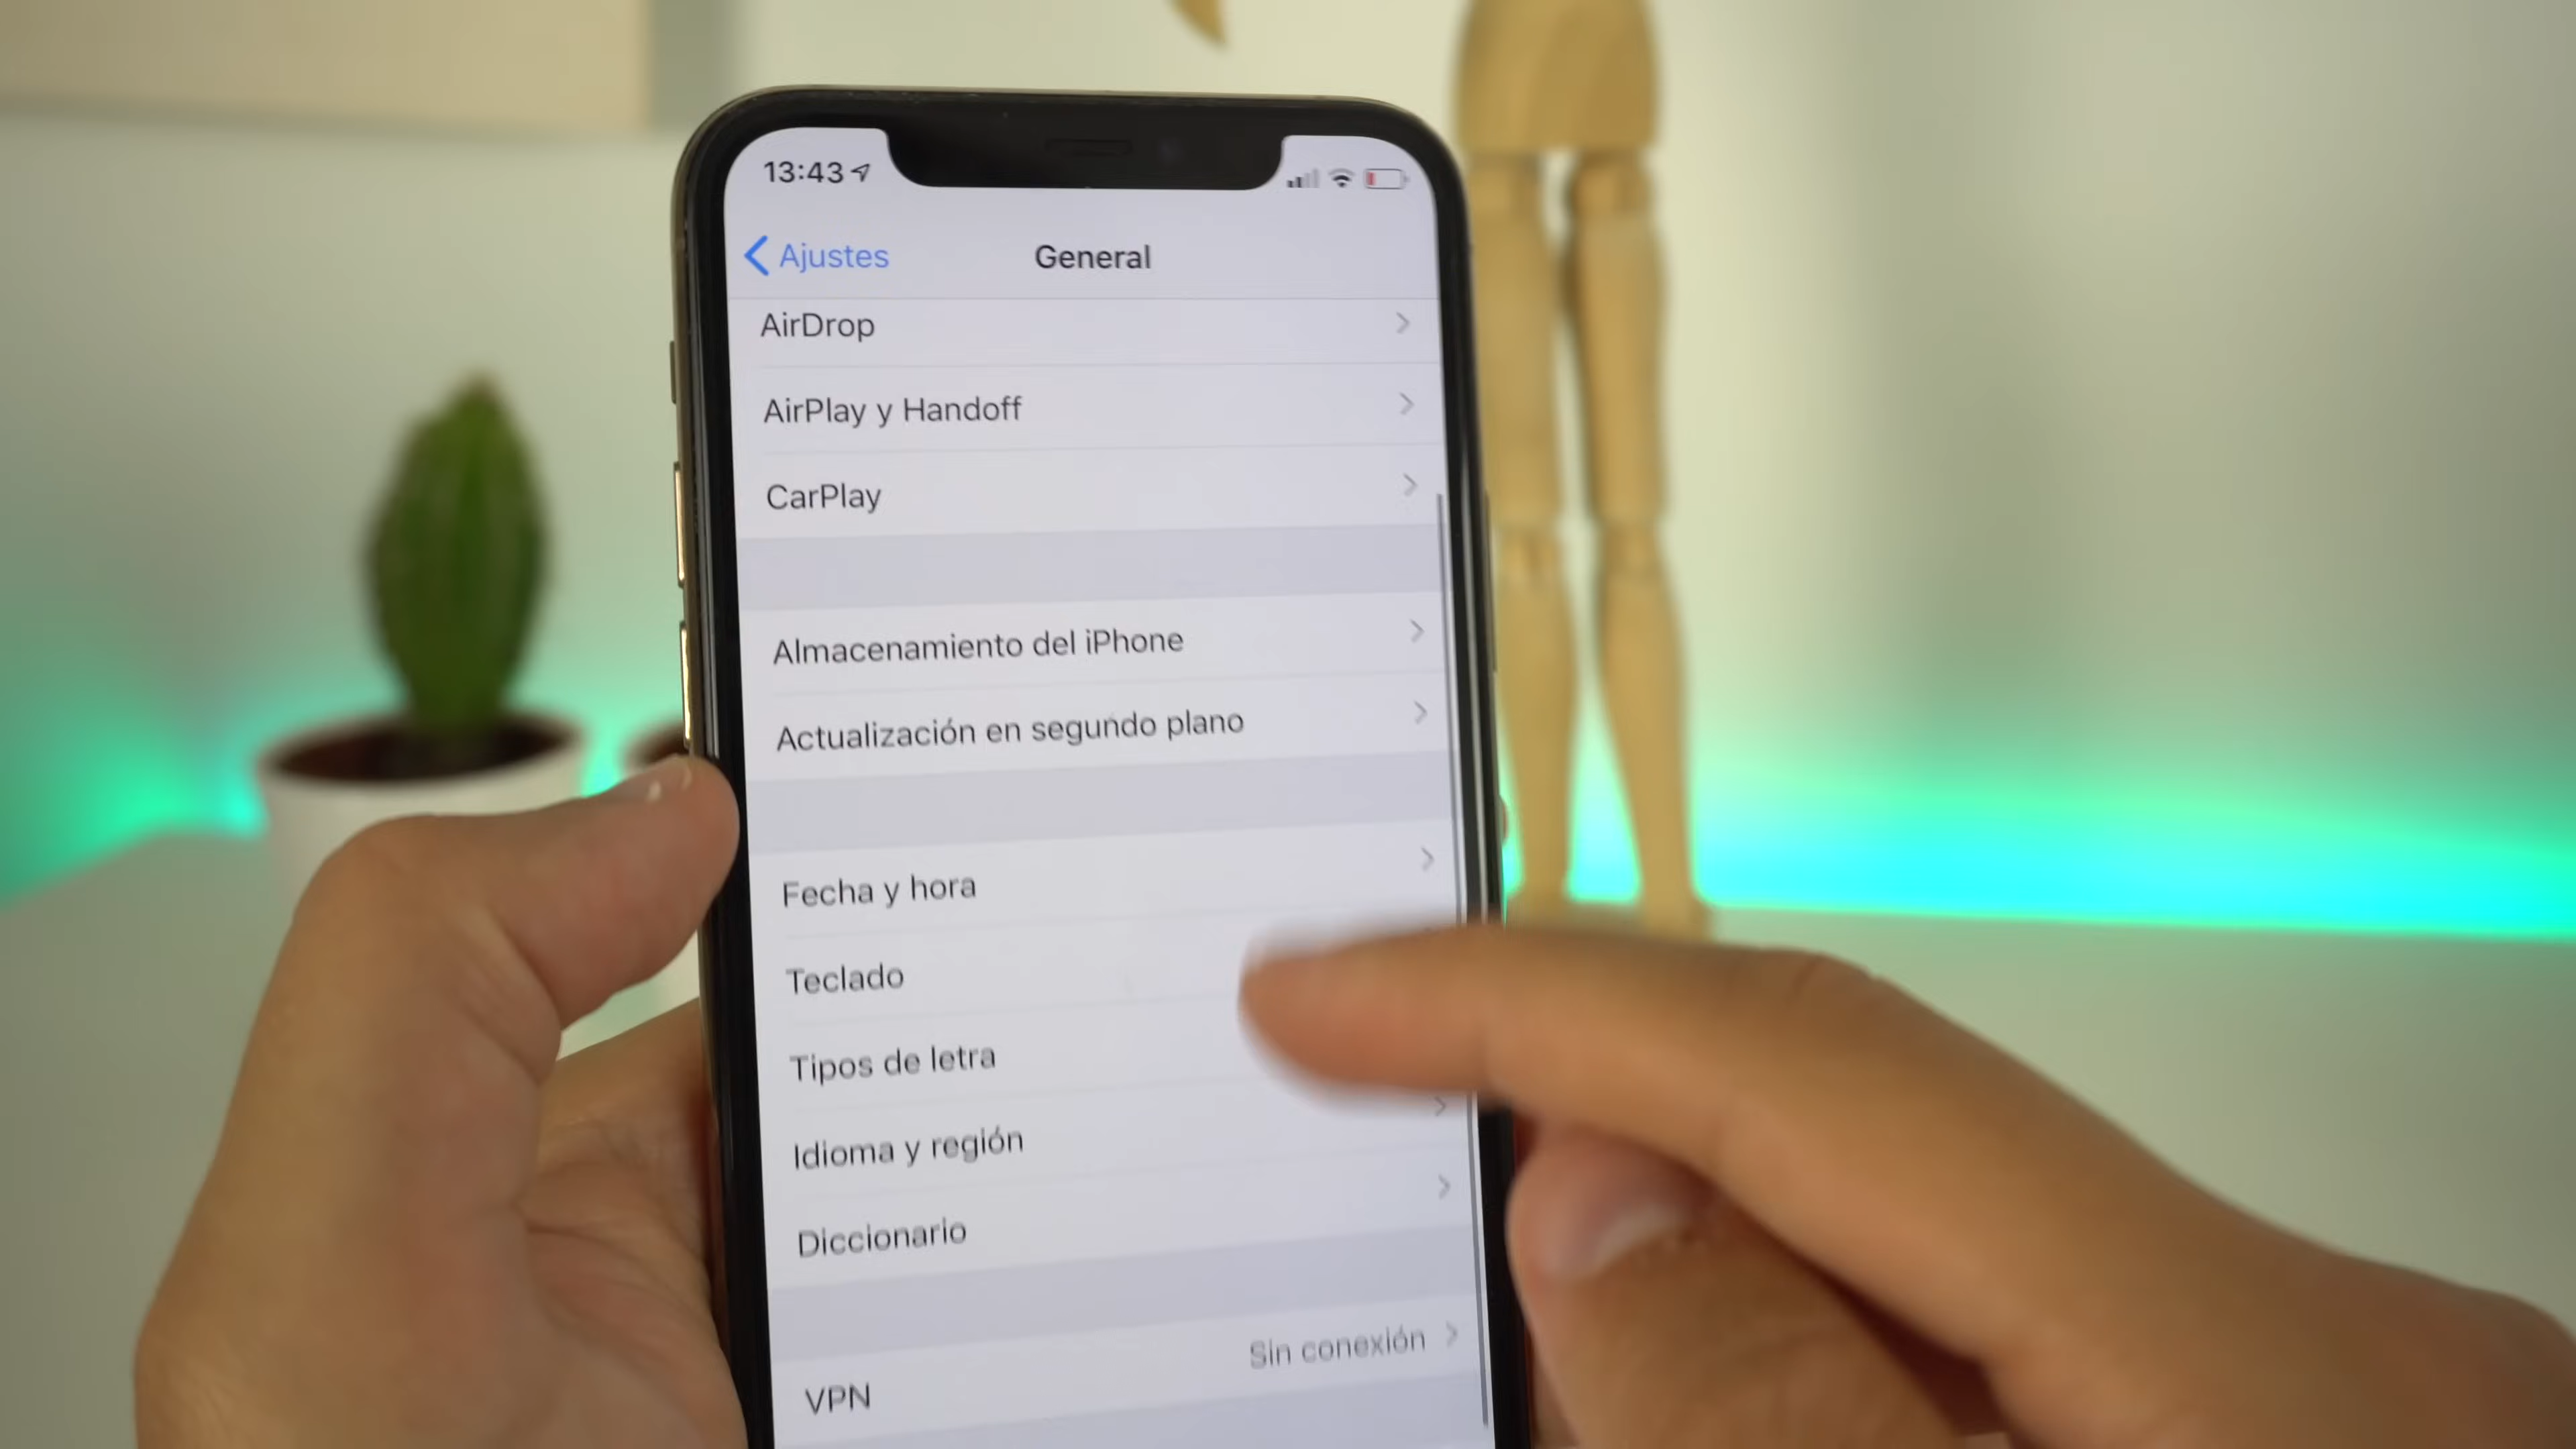 13:43
Ajustes
General
AirDrop
AirPlay y Handoff
CarPlay
Almacenamiento del iPhone
Actualización en segundo plano
Fecha y hora
Teclado
Tipos de letra
Idioma y región
Diccionario
VPN Sin conexión